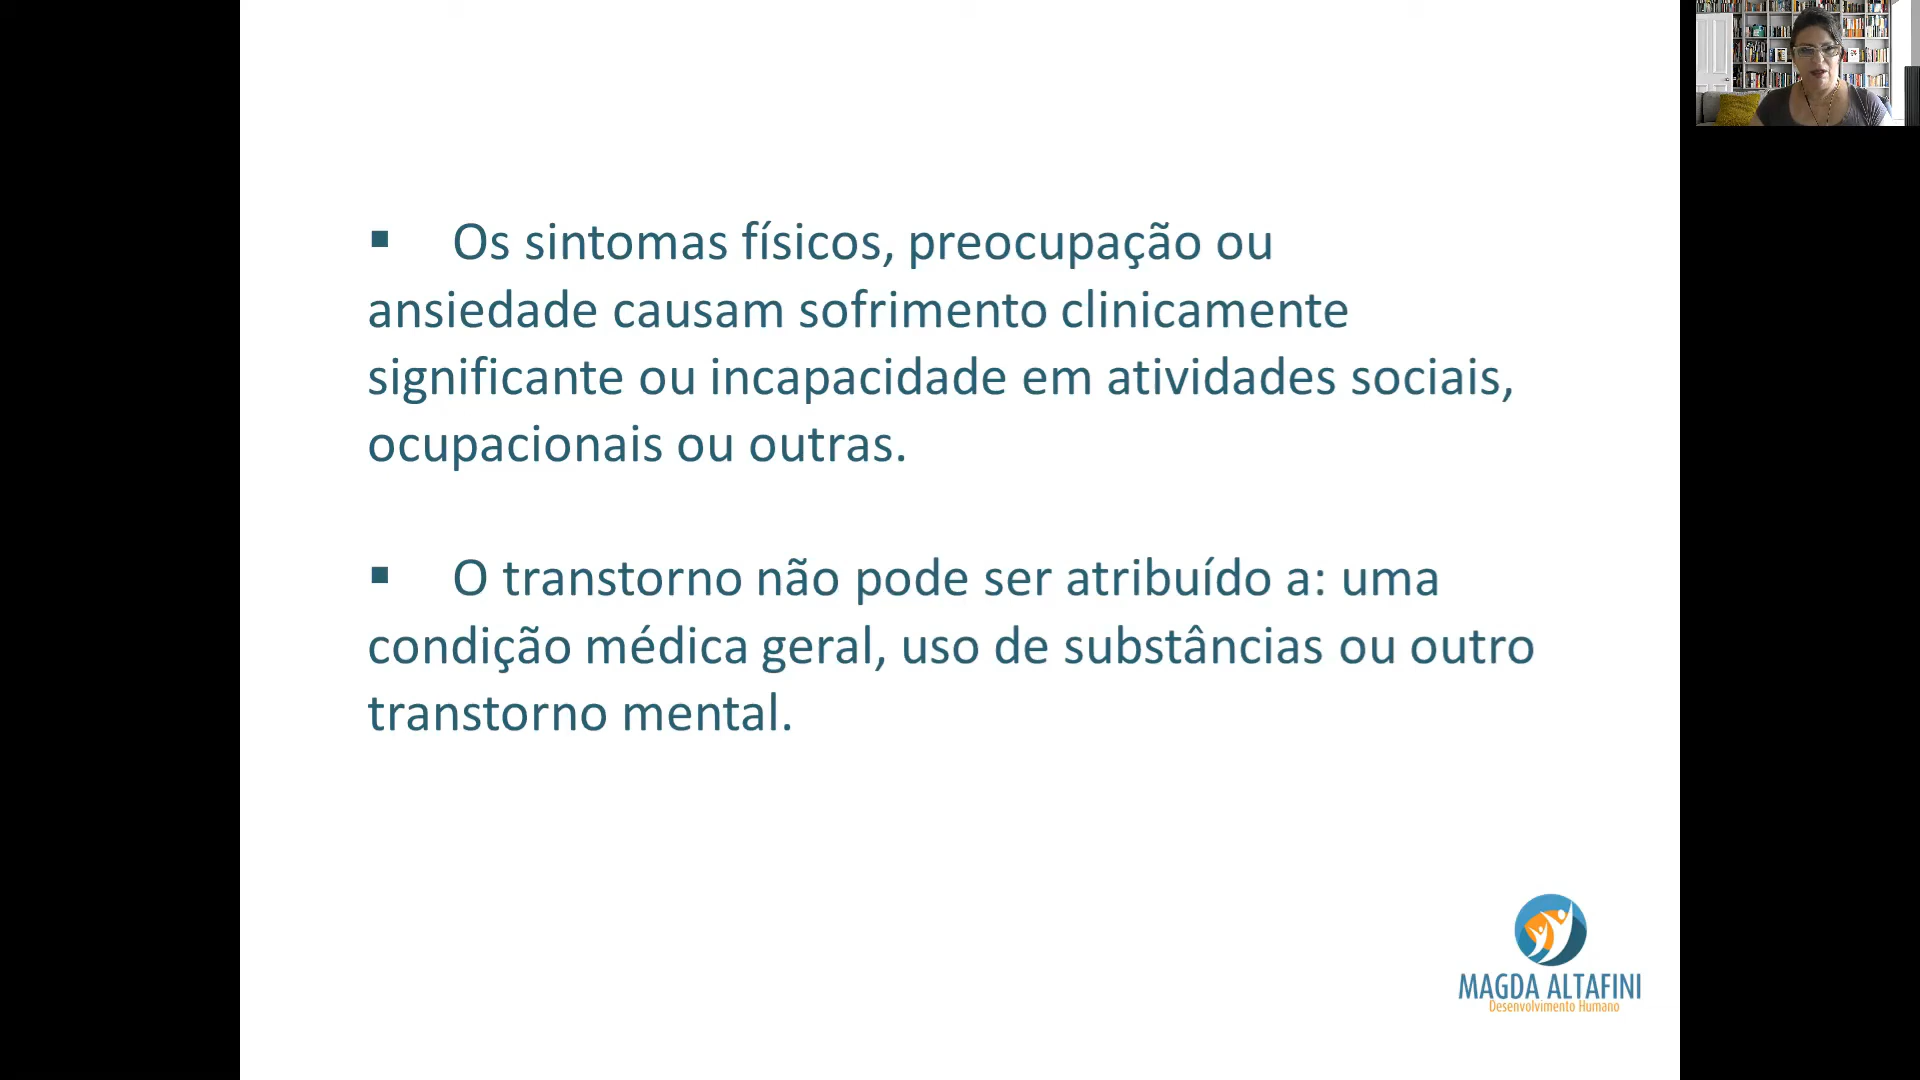 ▪ Os sintomas físicos, preocupação ou
ansiedade causam sofrimento clinicamente
significante ou incapacidade em atividades sociais,
ocupacionais ou outras.
▪ O transtorno não pode ser atribuído a: uma
condição médica geral, uso de substâncias ou outro
transtorno mental.
MAGDA ALTAFINI
Desenvolvimento Humano